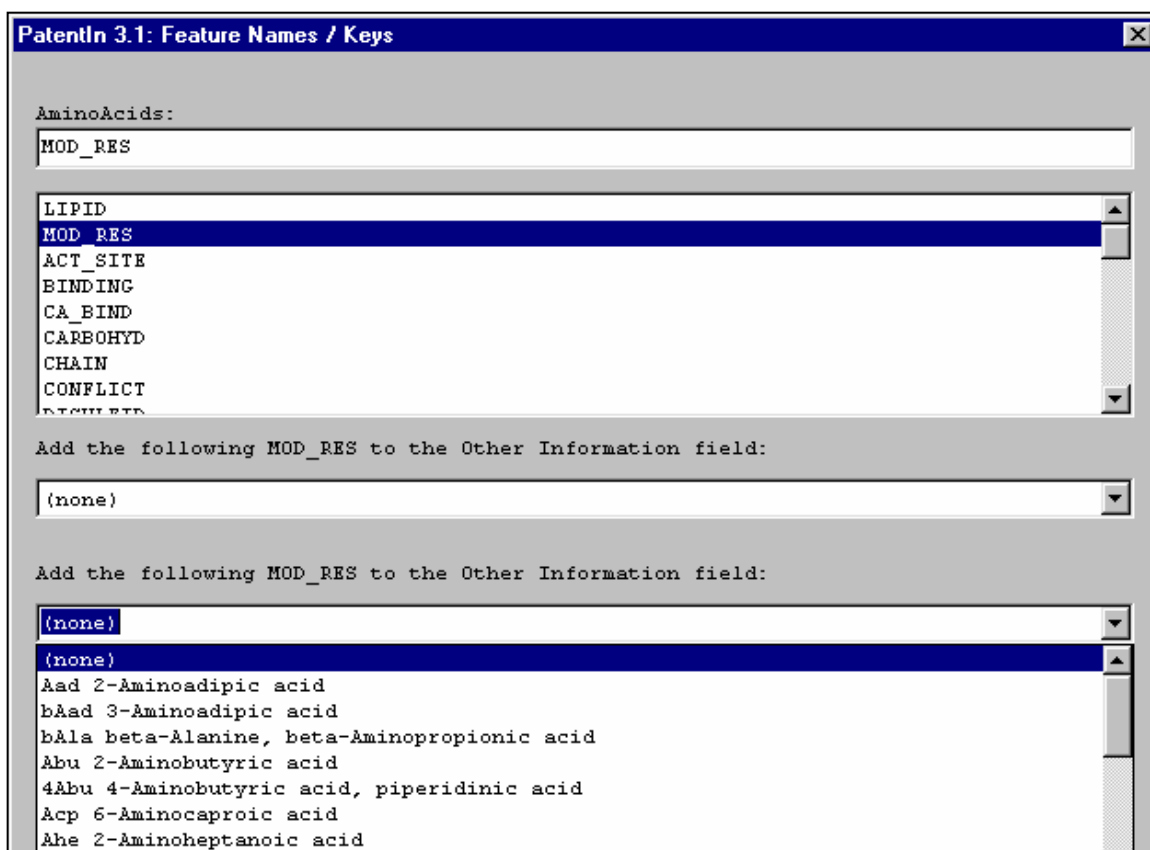 PatentIn 3.1: Feature Names / Keys
AminoAcids:
MOD_RES
LIPID
MOD_RES
ACT_SITE
BINDING
CA_BIND
CARBOHYD
CHAIN
CONFLICT
Add the following MOD_RES to the Other Information field:
(none)
Add the following MOD_RES to the Other Information field:
(none)
(none)
Aad 2-Aminoadipic acid
bAad 3-Aminoadipic acid
bAla beta-Alanine, beta-Aminopropionic acid
Abu 2-Aminobutyric acid
4Abu 4-Aminobutyric acid, piperidinic acid
Acp 6-Aminocaproic acid
Ahe 2-Aminoheptanoic acid